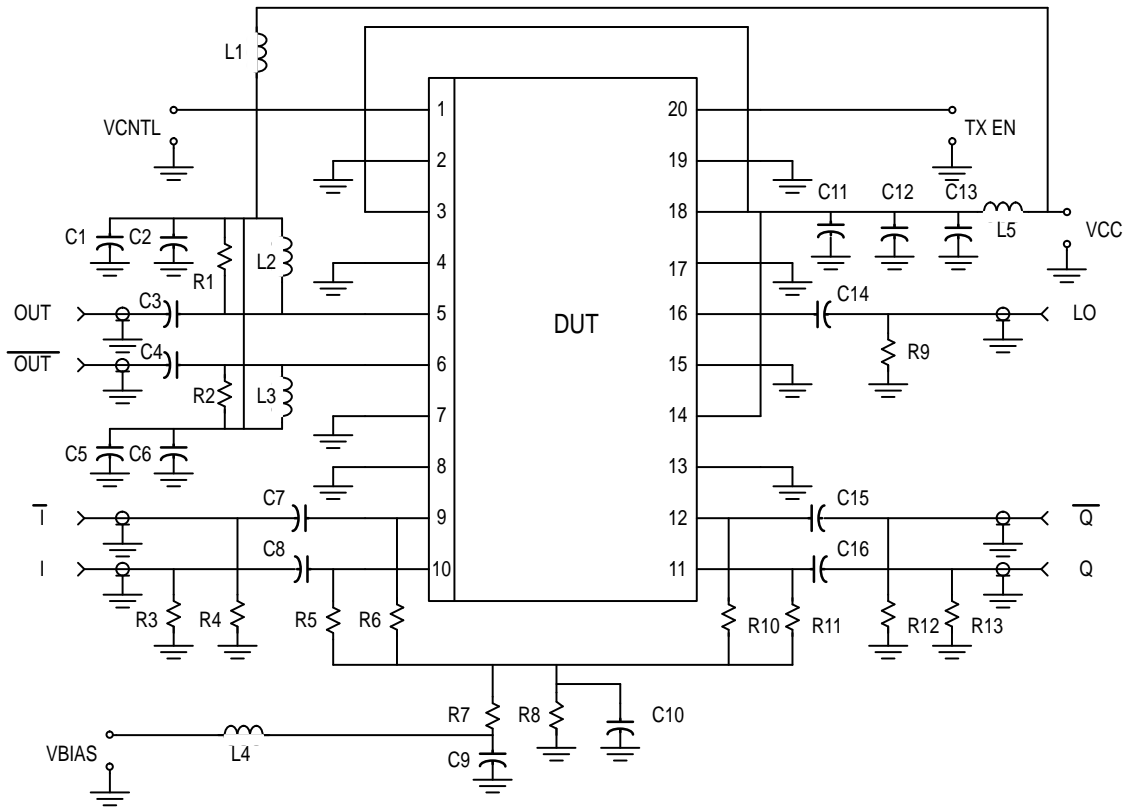 L1
1
20
VCNTL
TX EN
2
19
C11
C12
C13
3
18
L5
VCC
C1
C2
R1
L2
4
17
C3
C14
OUT
5
DUT
16
LO
C4
R9
OUT
6
15
R2
L3
7
14
C5
C6
8
13
C7
C15
I
9
12
Q
C8
C16
I
10
11
Q
R3
R4
R5
R6
R10
R11
R12
R13
R7
R8
C10
VBIAS
L4
C9